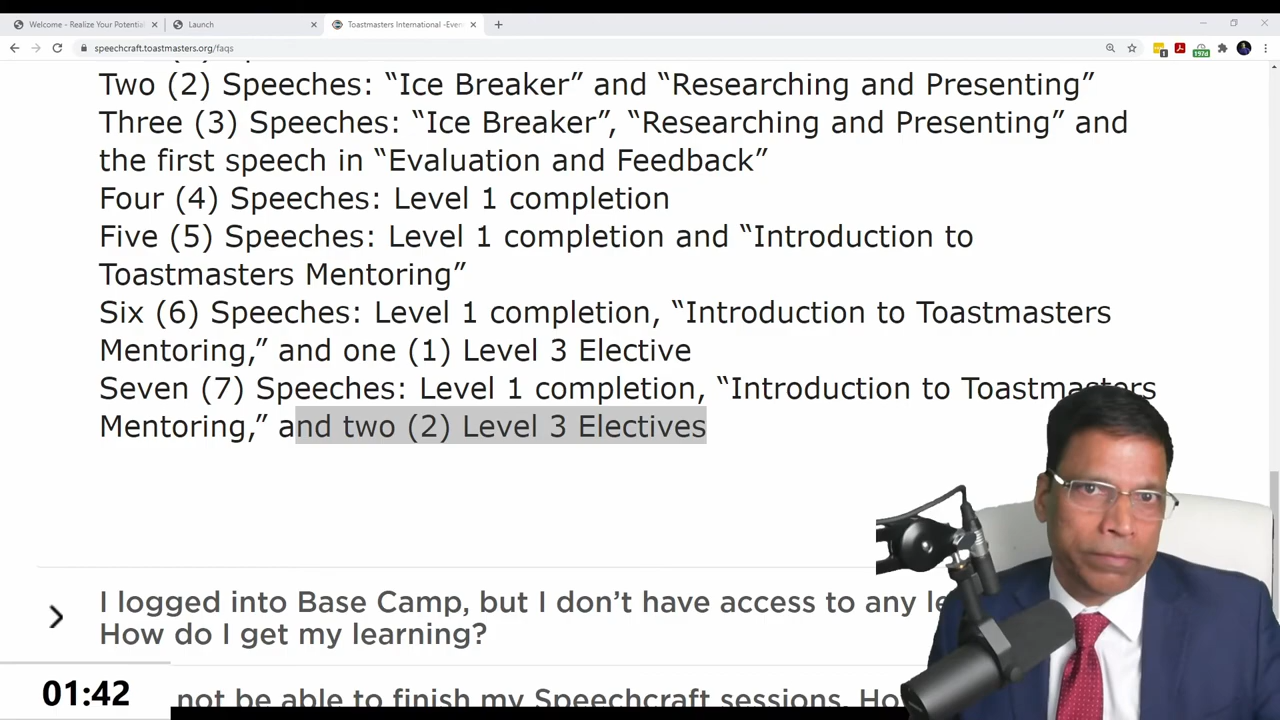 Welcome - Realize Your Potential
Launch
Toastmasters International -Even
speechcraft.toastmasters.org/faqs
Two (2) Speeches: “Ice Breaker” and “Researching and Presenting”
Three (3) Speeches: “Ice Breaker”, “Researching and Presenting” and
the first speech in “Evaluation and Feedback”
Four (4) Speeches: Level 1 completion
Five (5) Speeches: Level 1 completion and “Introduction to
Toastmasters Mentoring”
Six (6) Speeches: Level 1 completion, “Introduction to Toastmasters
Mentoring,” and one (1) Level 3 Elective
Seven (7) Speeches: Level 1 completion, “Introduction to Toastmasters
Mentoring,” and two (2) Level 3 Electives
I logged into Base Camp, but I don’t have access to any le
How do I get my learning?
01:42
not be able to finish my Speechcraft sessions. Ho